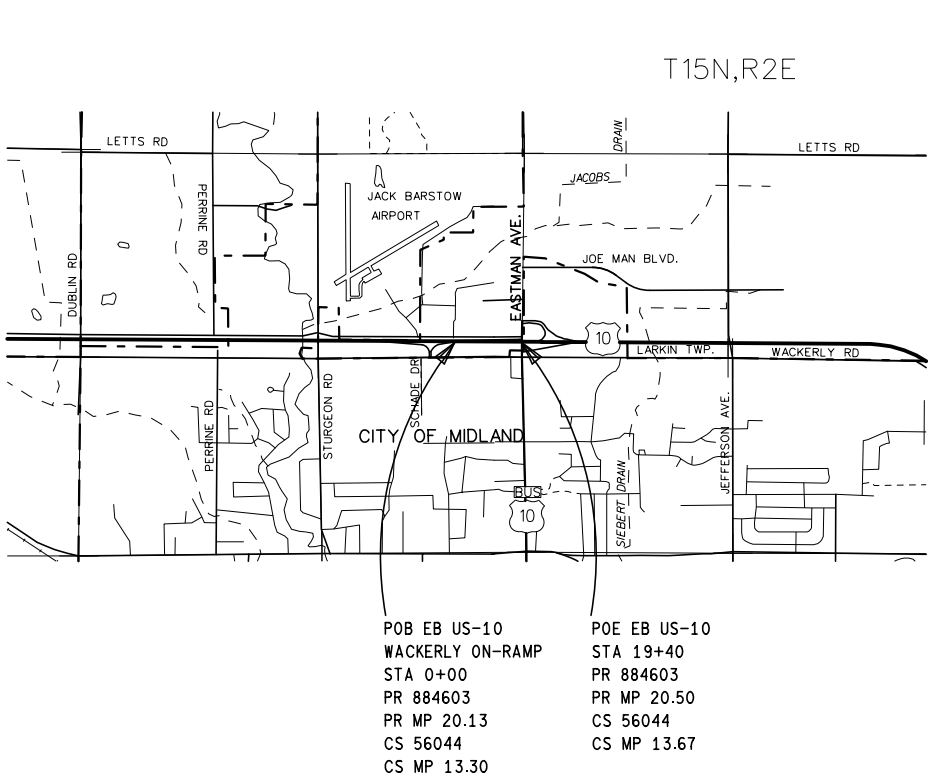 T15N,R2E
LETTS RD
LETTS RD
DRAIN
JACOBS
PERRINE RD
JACK BARSTOW
AIRPORT
EASTMAN AVE.
DUBLIN RD
JOE MAN BLVD.
10
LARKIN TWP.
WACKERLY RD
SCHADE DR
STURGEON RD
PERRINE RD
JEFFERSON AVE.
CITY OF MIDLAND
SIEBERT DRAIN
BUS
10
POB EB US-10
WACKERLY ON-RAMP
STA 0+00
PR 884603
PR MP 20.13
CS 56044
CS MP 13.30
POE EB US-10
STA 19+40
PR 884603
PR MP 20.50
CS 56044
CS MP 13.67